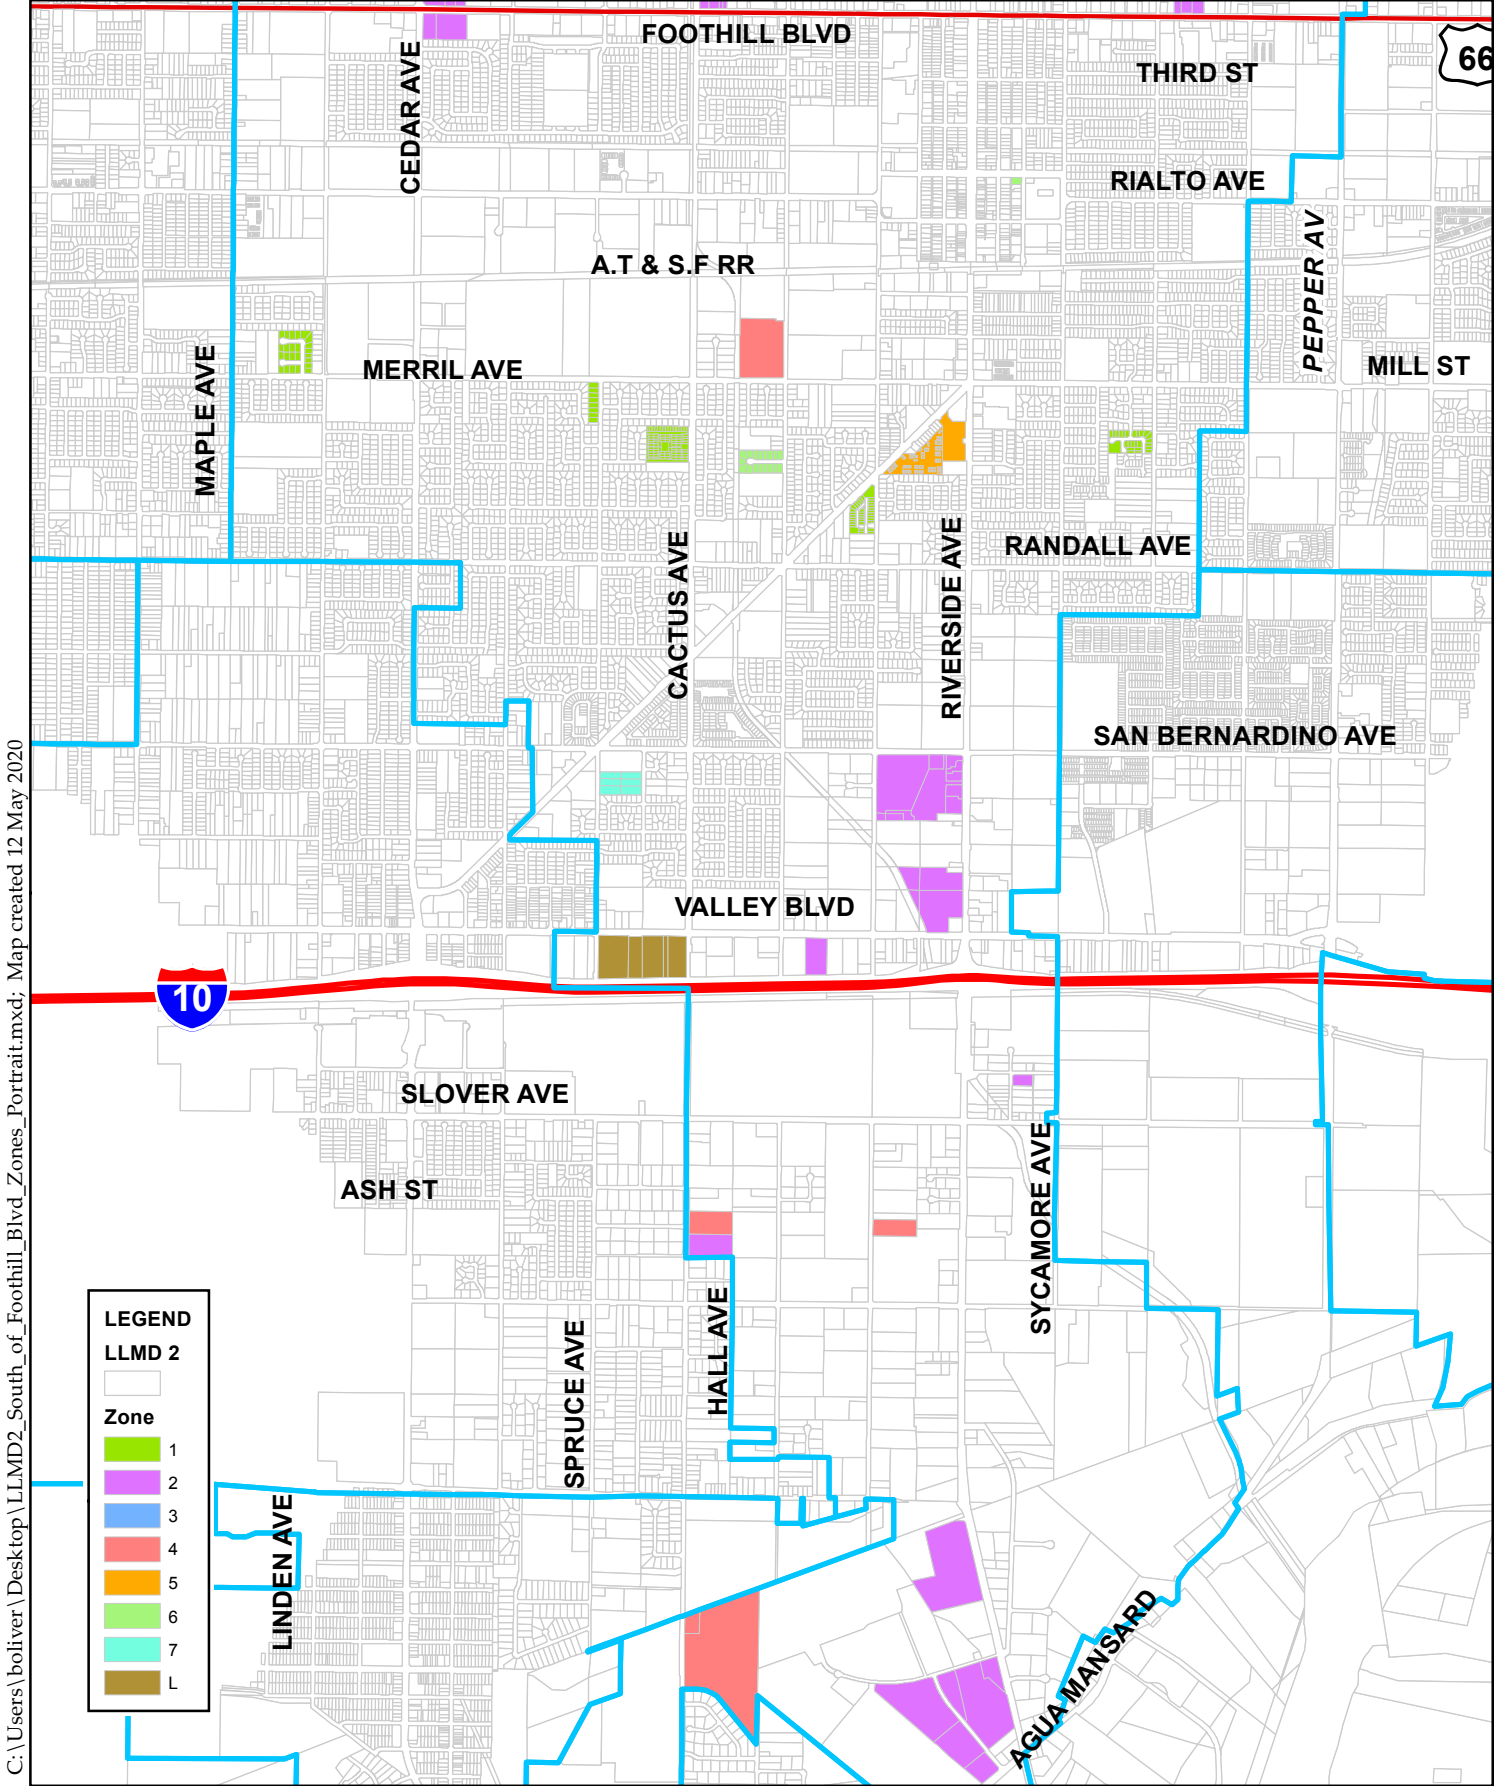 FOOTHILL BLVD
66
THIRD ST
CEDAR AVE
RIALTO AVE
PEPPER AV
A.T & S.F RR
MAPLE AVE
MERRIL AVE
MILL ST
CACTUS AVE
RIVERSIDE AVE
RANDALL AVE
SAN BERNARDINO AVE
VALLEY BLVD
10
SLOVER AVE
SYCAMORE AVE
ASH ST
HALL AVE
SPRUCE AVE
LINDEN AVE
AGUA MANSARD
LEGEND
LLMD 2
Zone
1
2
3
4
5
6
7
L
C:\Users\boliver\Desktop\LLMD2_South_of_Foothill_Blvd_Zones_Portrait.mxd; Map created 12 May 2020